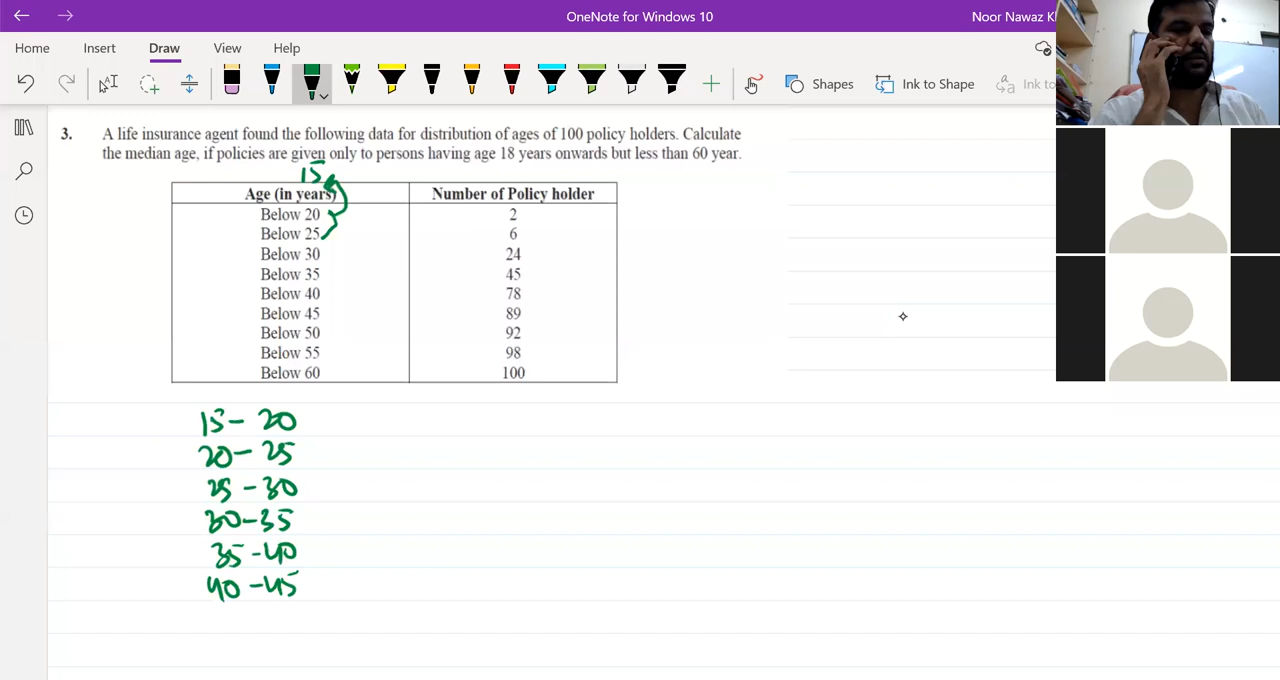 OneNote for Windows 10
Noor Nawaz K
Home Insert Draw View Help
Shapes Ink to Shape Ink to
3. A life insurance agent found the following data for distribution of ages of 100 policy holders. Calculate
the median age, if policies are given only to persons having age 18 years onwards but less than 60 year.
15
Age (in years) Number of Policy holder
Below 20 2
Below 25 6
Below 30 24
Below 35 45
Below 40 78
Below 45 89
Below 50 92
Below 55 98
Below 60 100
15 - 20
20 - 25
25 - 30
30 - 35
35 - 40
40 - 45